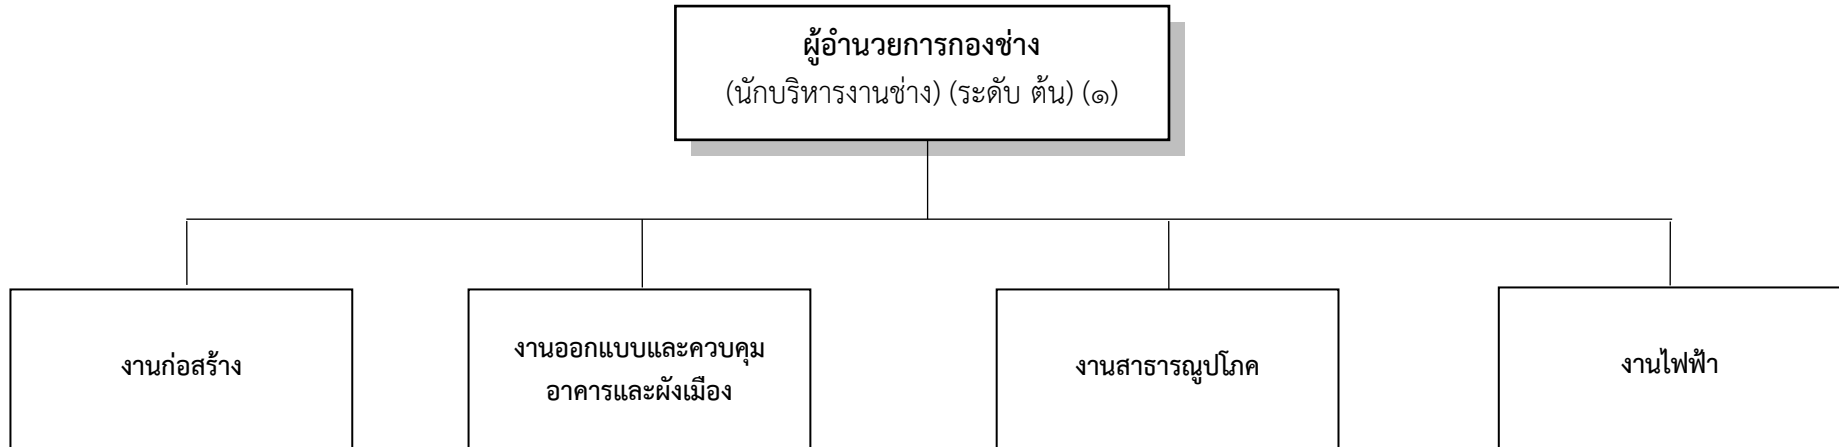 ผู้อำนวยการกองช่าง
(นักบริหารงานช่าง) (ระดับ ต้น) (๑)
งานก่อสร้าง
งานออกแบบและควบคุม
อาคารและผังเมือง
งานสาธารณูปโภค
งานไฟฟ้า